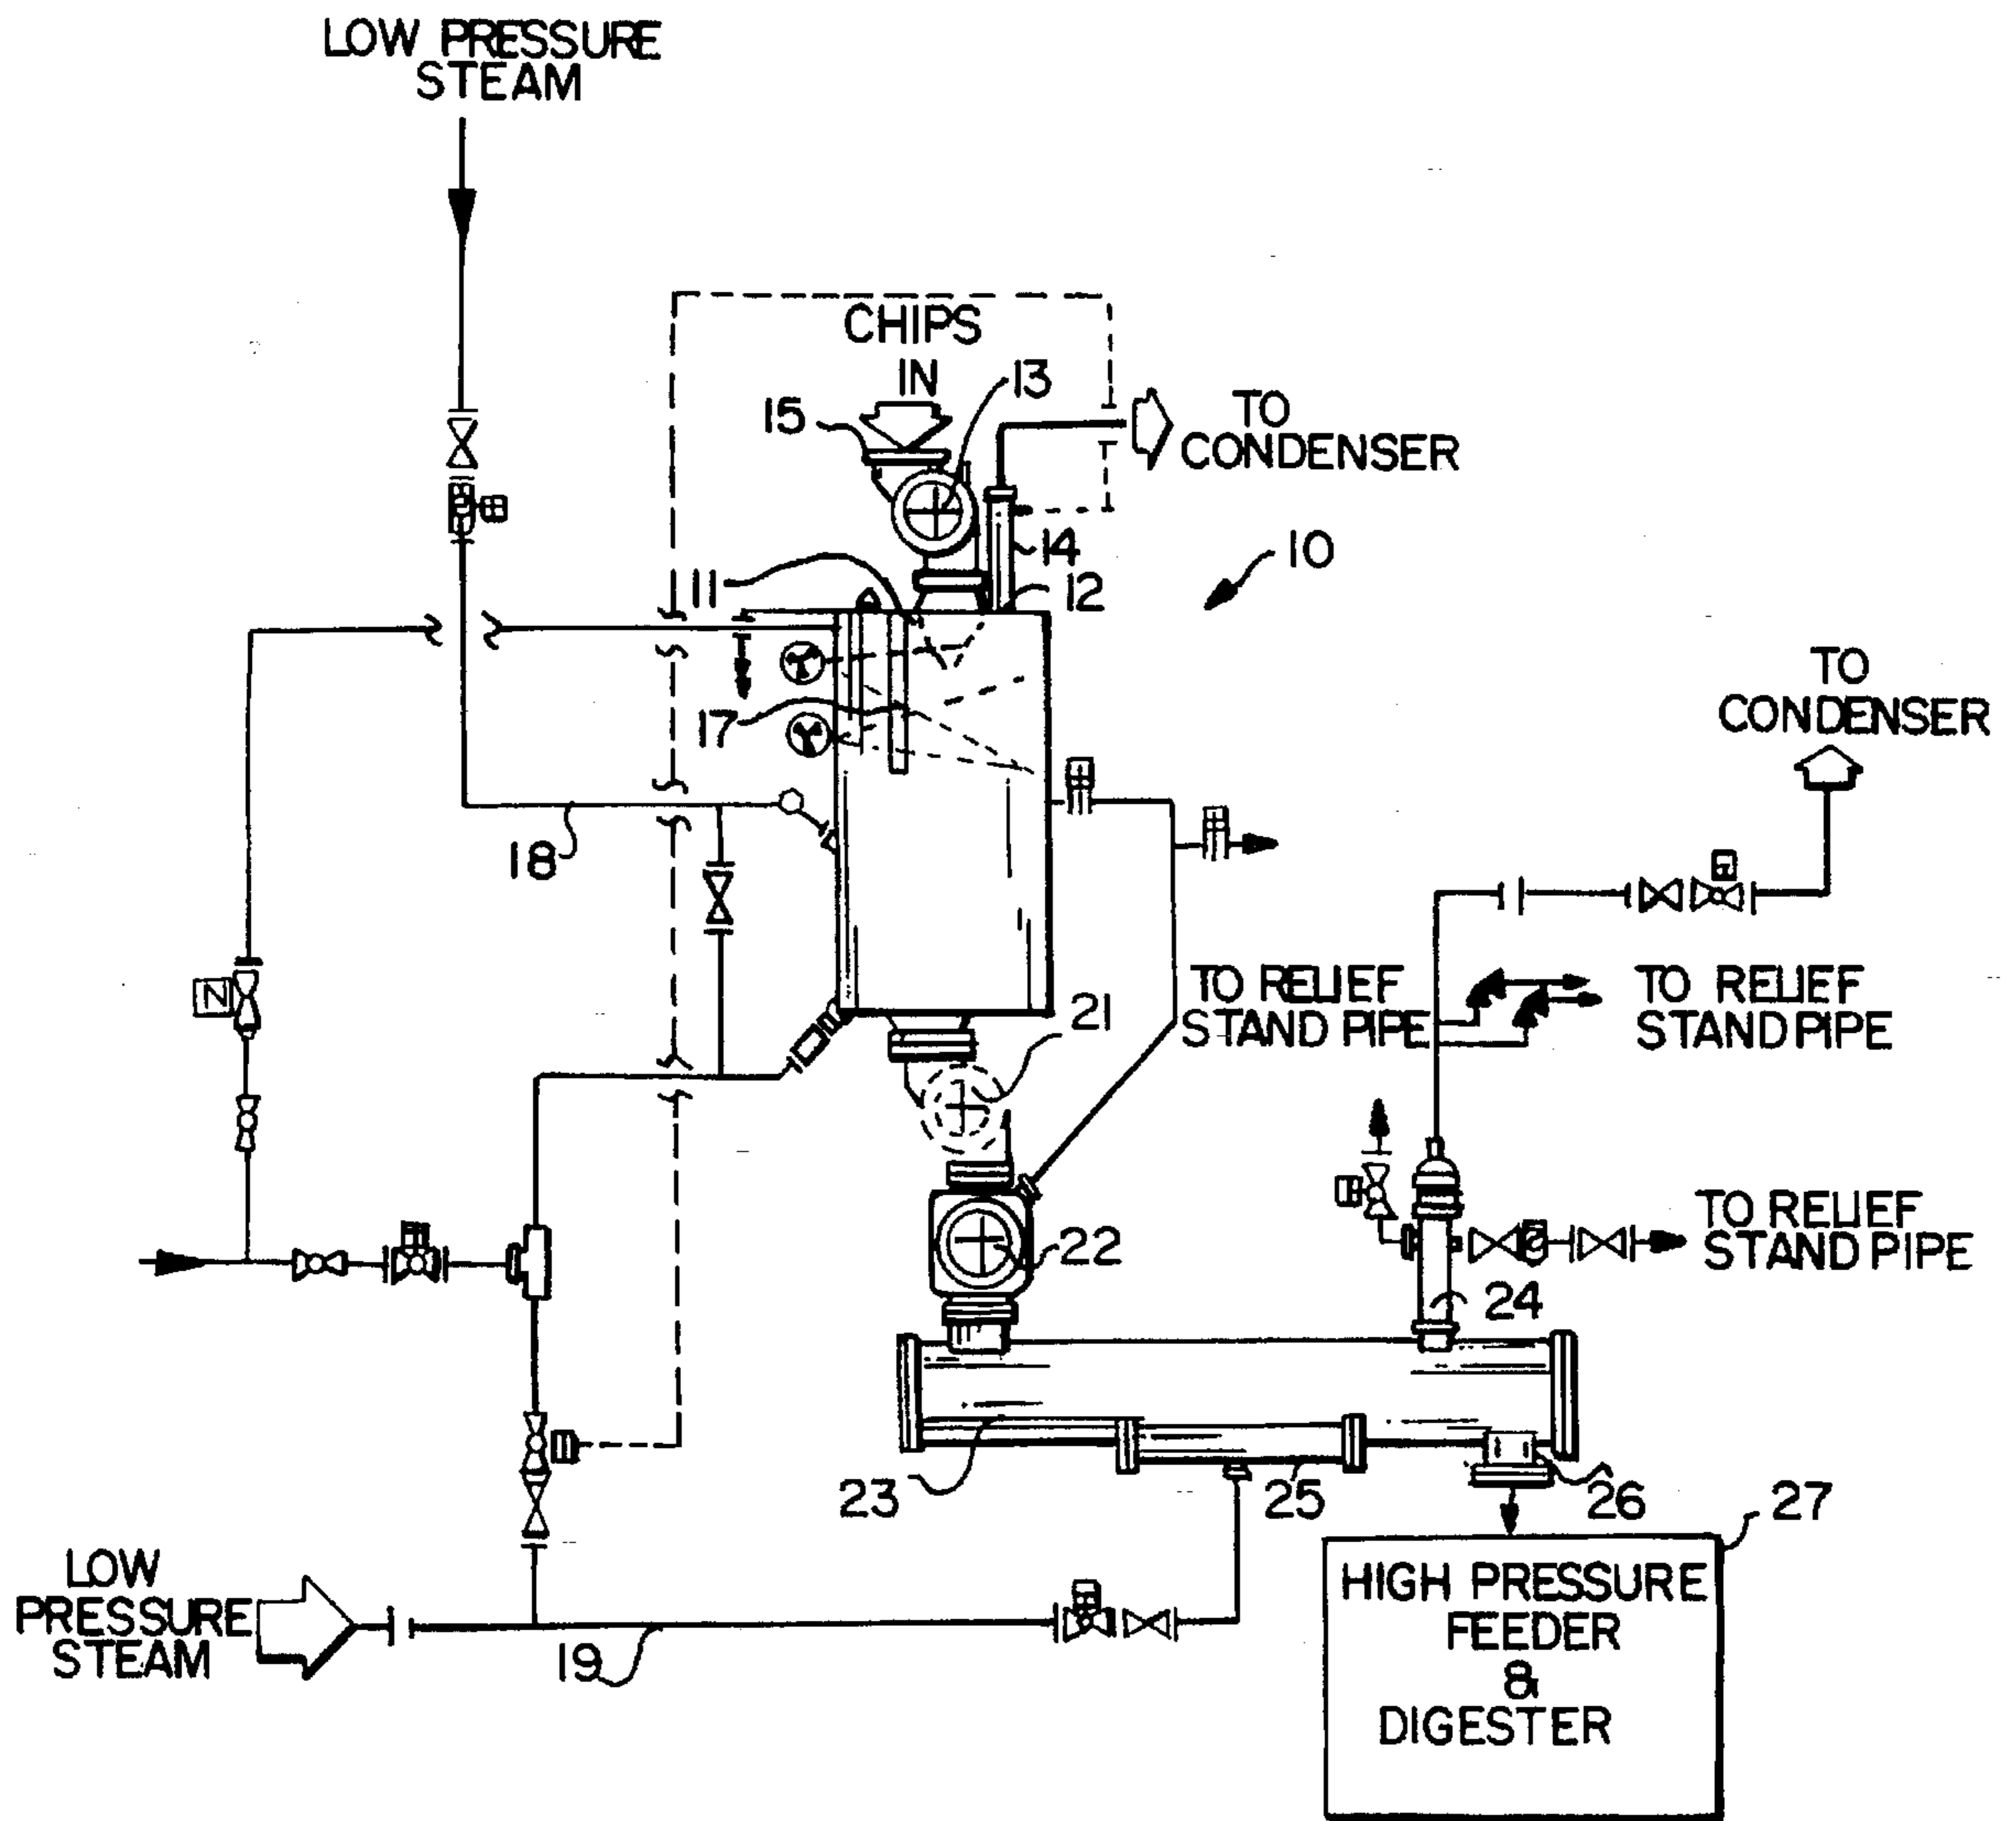 LOW PRESSURE
STEAM
CHIPS
IN
13
15
TO
CONDENSER
14
10
11
12
17
TO
CONDENSER
18
21
TO RELIEF
STAND PIPE
TO RELIEF
STAND PIPE
22
TO RELIEF
STAND PIPE
24
23
25
26
27
LOW
PRESSURE
STEAM
19
HIGH PRESSURE
FEEDER
&
DIGESTER